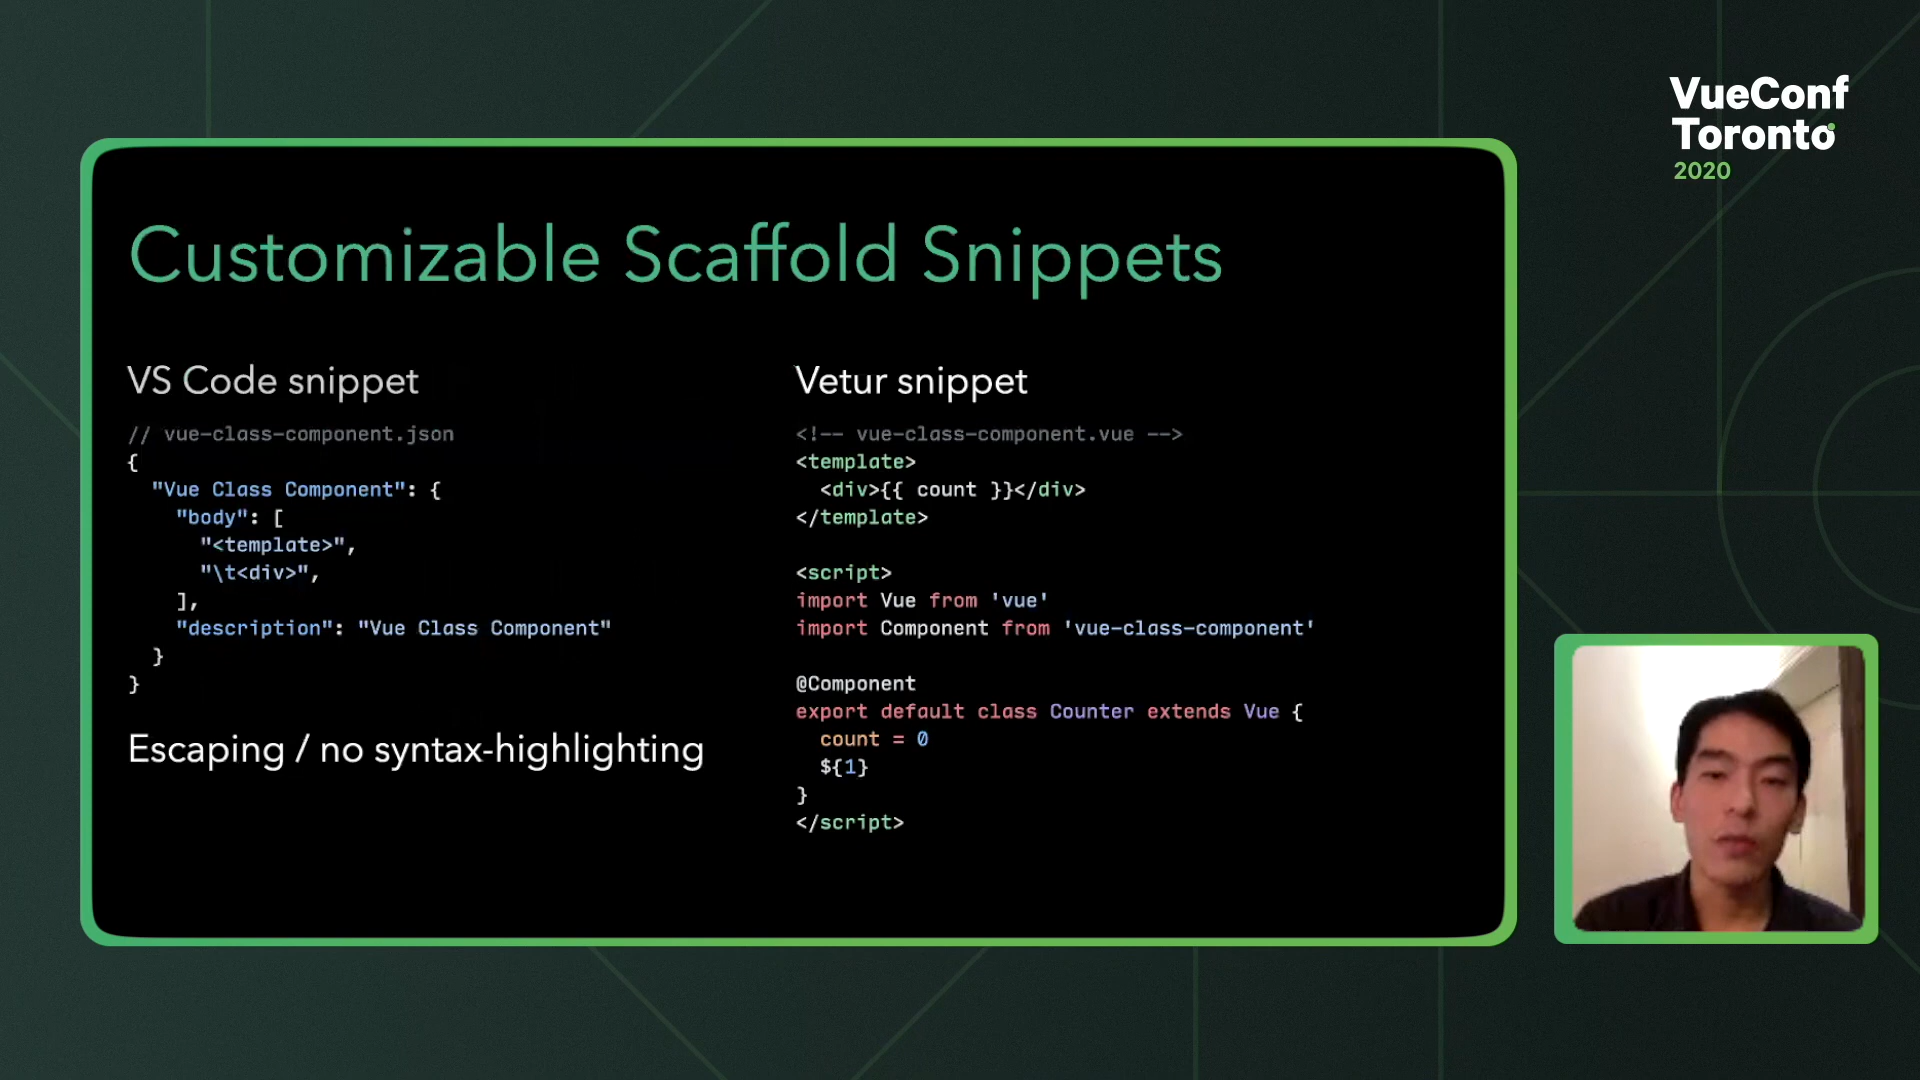 VueConf
Toronto
2020
Customizable Scaffold Snippets
VS Code snippet
// vue-class-component.json
{
  "Vue Class Component": {
    "body": [
      "<template>",
      "\t<div>",
    ],
    "description": "Vue Class Component"
  }
}
Escaping / no syntax-highlighting
Vetur snippet
<!-- vue-class-component.vue -->
<template>
  <div>{{ count }}</div>
</template>
<script>
import Vue from 'vue'
import Component from 'vue-class-component'
@Component
export default class Counter extends Vue {
  count = 0
  ${1}
}
</script>